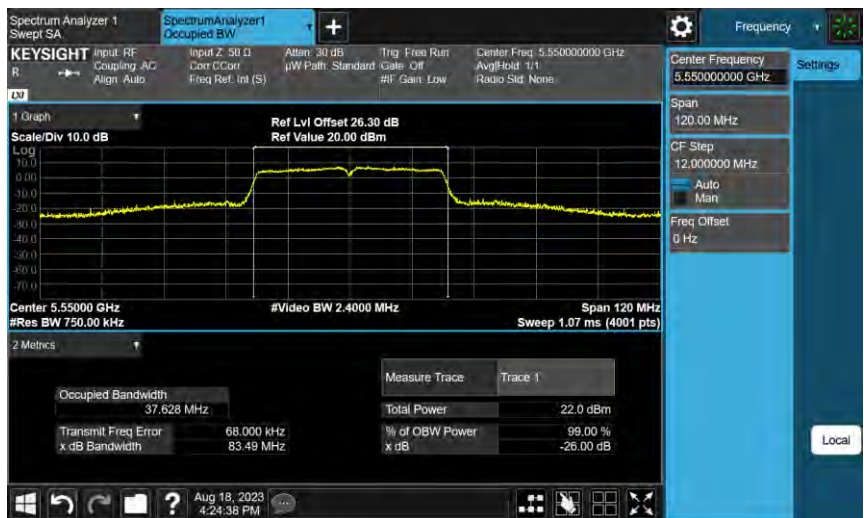 Spectrum Analyzer 1
Swept SA
SpectrumAnalyzer1
Occupied BW
Frequency
KEYSIGHT
R
LXI
Input: RF
Coupling: AC
Align: Auto
Input Z: 50 Ω
Corr CCorr
Freq Ref: Int (S)
Atten: 30 dB
µW Path: Standard
Trig: Free Run
Gate: Off
#IF Gain: Low
Center Freq: 5.550000000 GHz
Avg|Hold: 1/1
Radio Std: None
Center Frequency
5.550000000 GHz
Settings
Span
120.00 MHz
CF Step
12.000000 MHz
Auto
Man
Freq Offset
0 Hz
Local
1 Graph
Scale/Div 10.0 dB
Ref Lvl Offset 26.30 dB
Ref Value 20.00 dBm
Log
10.0
0.00
-10.0
-20.0
-30.0
-40.0
-50.0
-60.0
-70.0
Center 5.55000 GHz
#Video BW 2.4000 MHz
Span 120 MHz
#Res BW 750.00 kHz
Sweep 1.07 ms (4001 pts)
2 Metrics
Measure Trace Trace 1
Occupied Bandwidth
37.628 MHz
Total Power 22.0 dBm
Transmit Freq Error 68.000 kHz
% of OBW Power 99.00 %
x dB Bandwidth 83.49 MHz
x dB -26.00 dB
?
Aug 18, 2023
4:24:38 PM